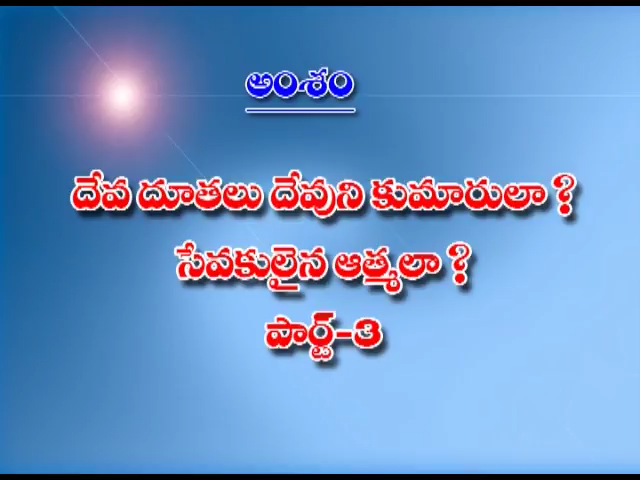 అంశం
దేవ దూతలు దేవుని కుమారులా?
సేవకులైన ఆత్మలా?
పార్ట్-3